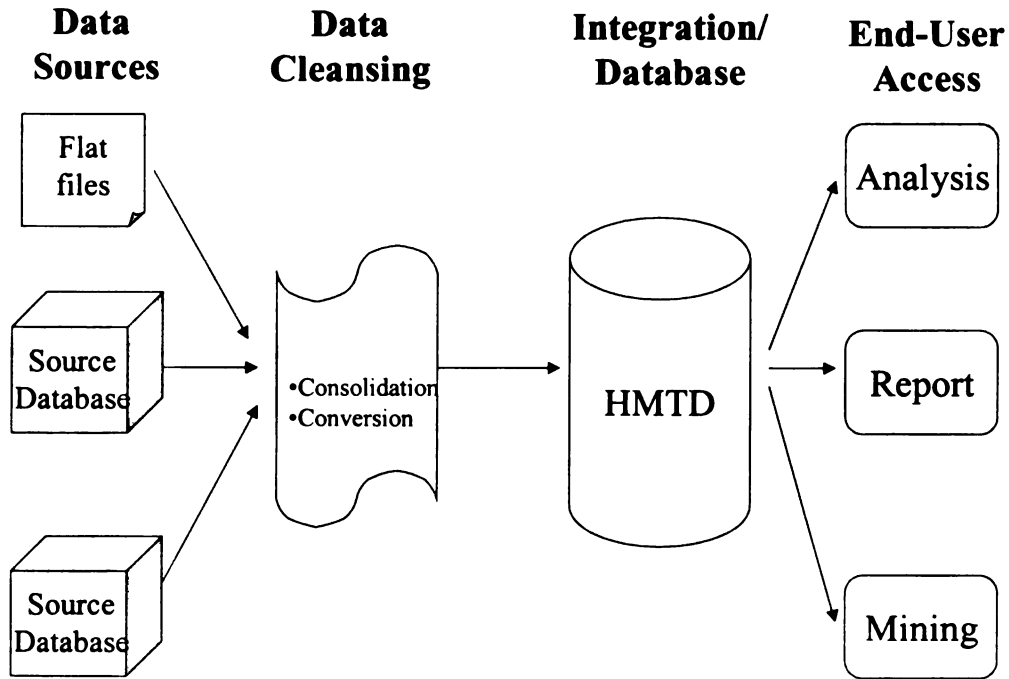 Data
Sources
Data
Cleansing
Integration/
Database
End-User
Access
Flat
files
Source
Database
Source
Database
•Consolidation
•Conversion
HMTD
Analysis
Report
Mining